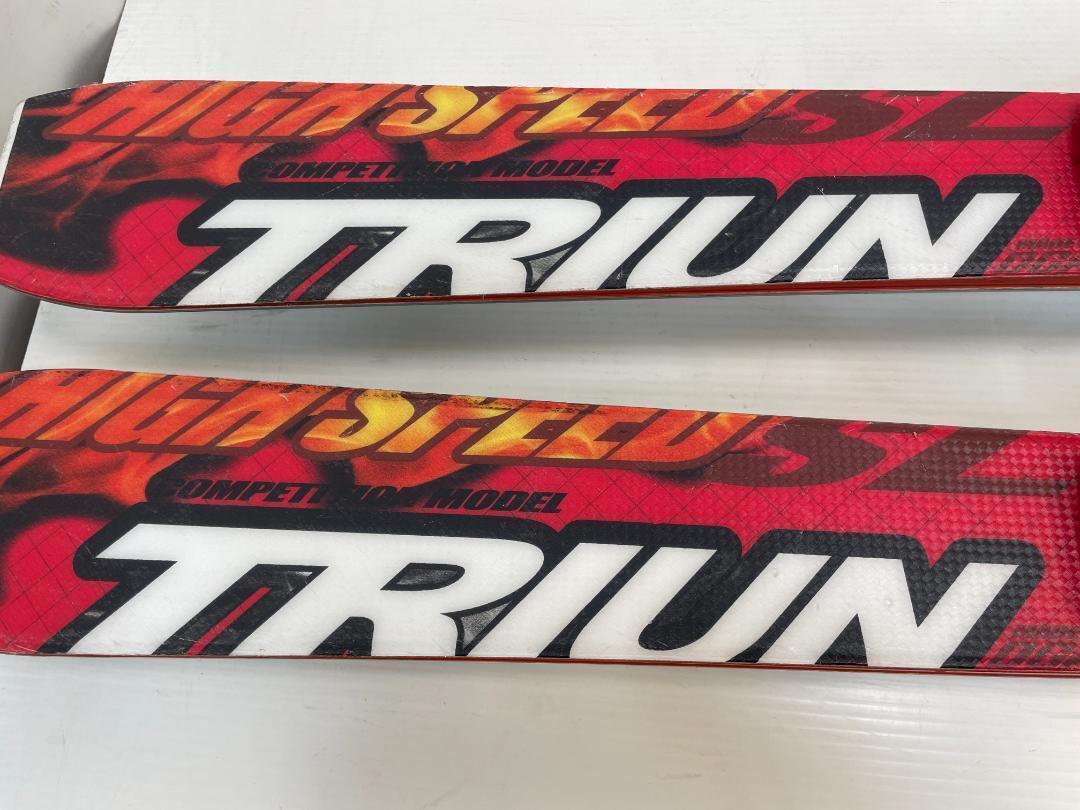 HIGH SPEED SL
COMPETITION MODEL
TRIUN
HIGH SPEED SL
COMPETITION MODEL
TRIUN